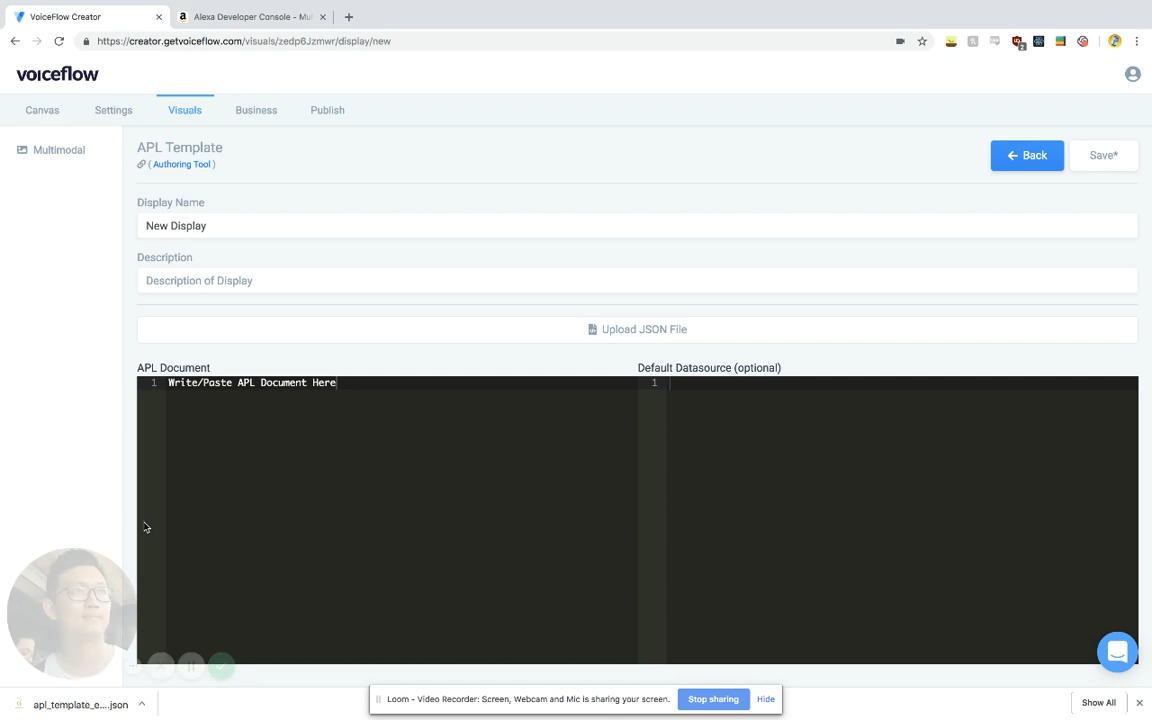 VoiceFlow Creator
Alexa Developer Console - Mul
https://creator.getvoiceflow.com/visuals/zedp6Jzmwr/display/new
2
voiceflow
Canvas
Settings
Visuals
Business
Publish
Multimodal
APL Template
( Authoring Tool )
Back
Save*
Display Name
New Display
Description
Description of Display
Upload JSON File
APL Document
Default Datasource (optional)
1 Write/Paste APL Document Here
1
apl_template_e....json
Loom – Video Recorder: Screen, Webcam and Mic is sharing your screen.
Stop sharing
Hide
Show All